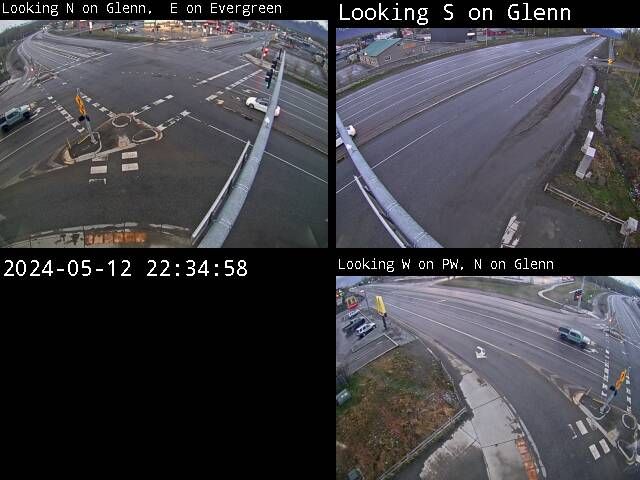 Looking N on Glenn, E on Evergreen
Looking S on Glenn
2024-05-12 22:34:58
Looking W on PW, N on Glenn